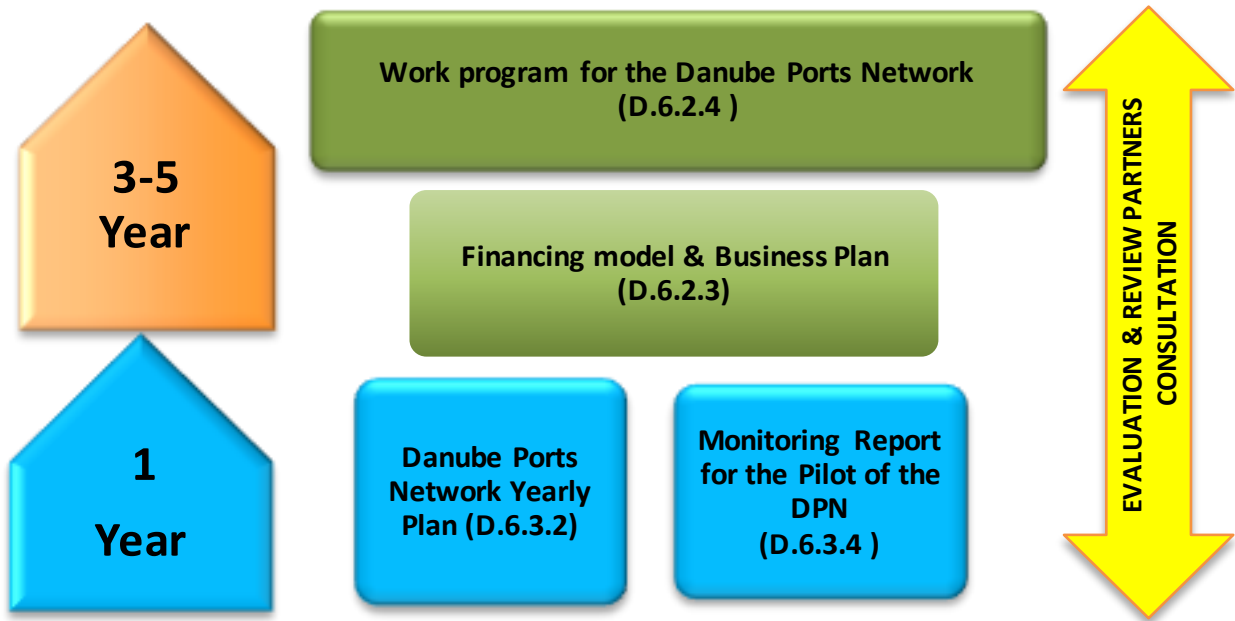 3-5
Year
Work program for the Danube Ports Network
(D.6.2.4 )
Financing model & Business Plan
(D.6.2.3)
1
Year
Danube Ports
Network Yearly
Plan (D.6.3.2)
Monitoring Report
for the Pilot of the
DPN
(D.6.3.4 )
EVALUATION & REVIEW PARTNERS
CONSULTATION